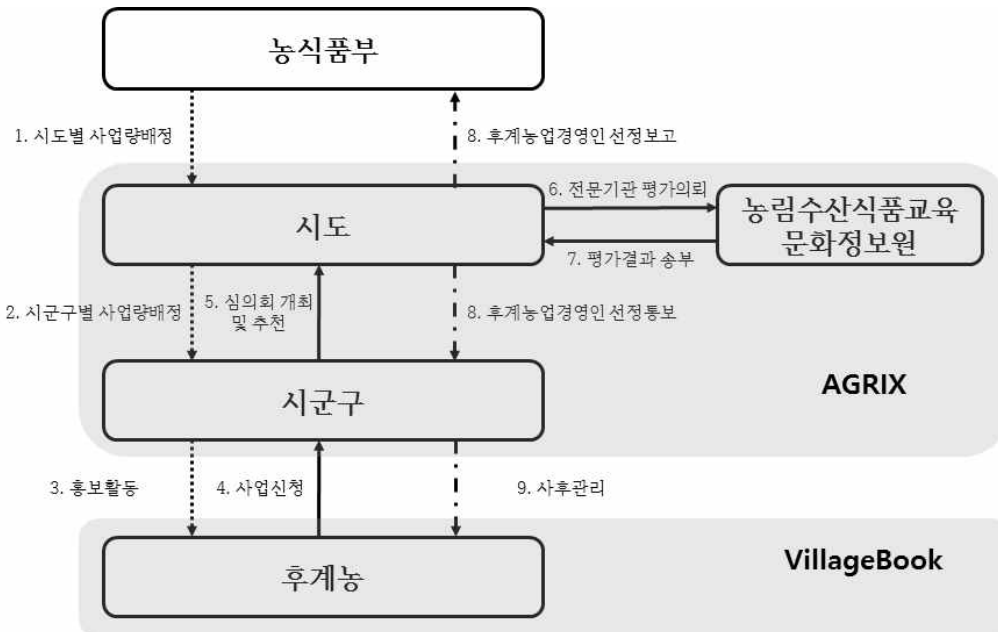 농식품부
1. 시도별 사업량배정
8. 후계농업경영인 선정보고
시도
6. 전문기관 평가의뢰
7. 평가결과 송부
농림수산식품교육
문화정보원
2. 시군구별 사업량배정
5. 심의회 개최
및 추천
8. 후계농업경영인 선정통보
시군구
AGRIX
3. 홍보활동
4. 사업신청
9. 사후관리
후계농
VillageBook